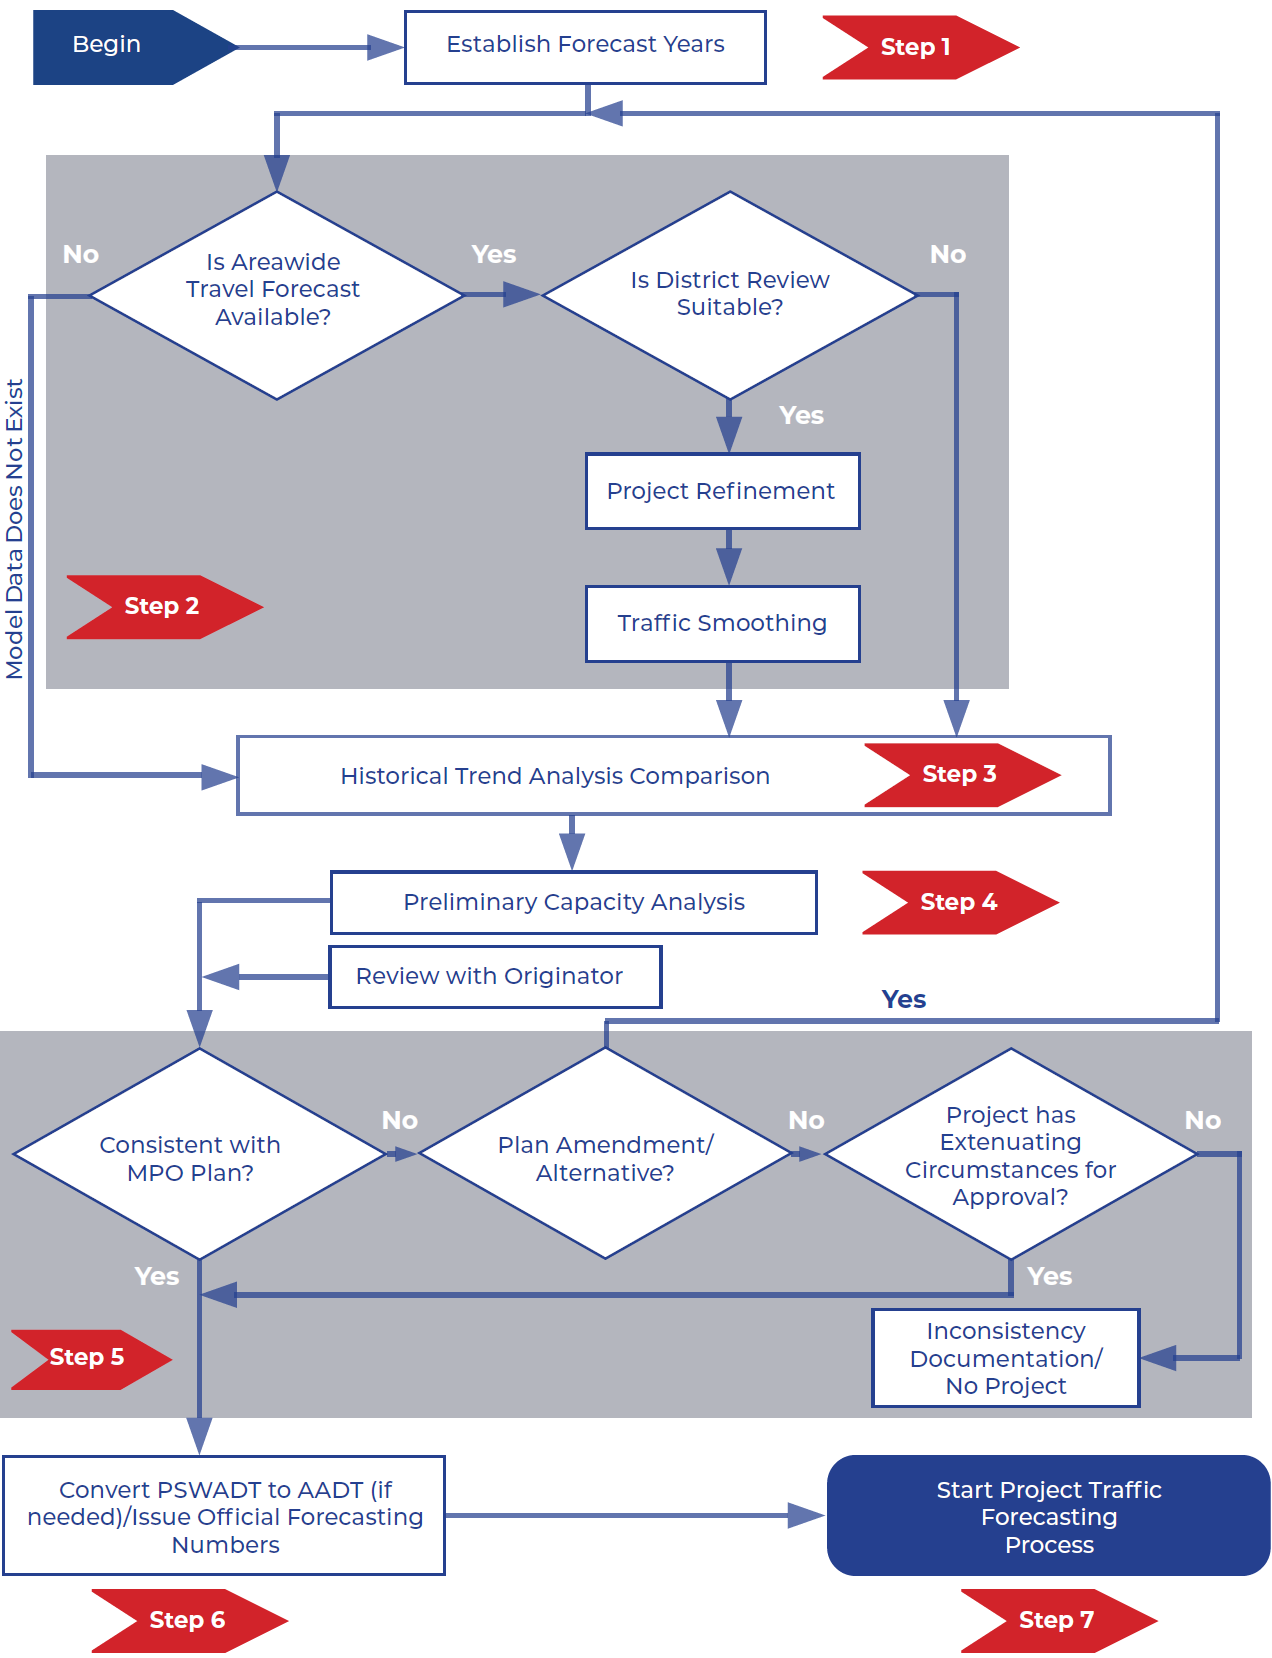 Begin
Establish Forecast Years
Step 1
No
Is Areawide
Travel Forecast
Available?
Yes
Is District Review
Suitable?
No
Yes
Model Data Does Not Exist
Project Refinement
Step 2
Traffic Smoothing
Historical Trend Analysis Comparison
Step 3
Preliminary Capacity Analysis
Step 4
Review with Originator
Yes
Consistent with
MPO Plan?
No
Plan Amendment/
Alternative?
No
Project has
Extenuating
Circumstances for
Approval?
No
Yes
Yes
Step 5
Inconsistency
Documentation/
No Project
Convert PSWADT to AADT (if
needed)/Issue Official Forecasting
Numbers
Start Project Traffic
Forecasting
Process
Step 6
Step 7